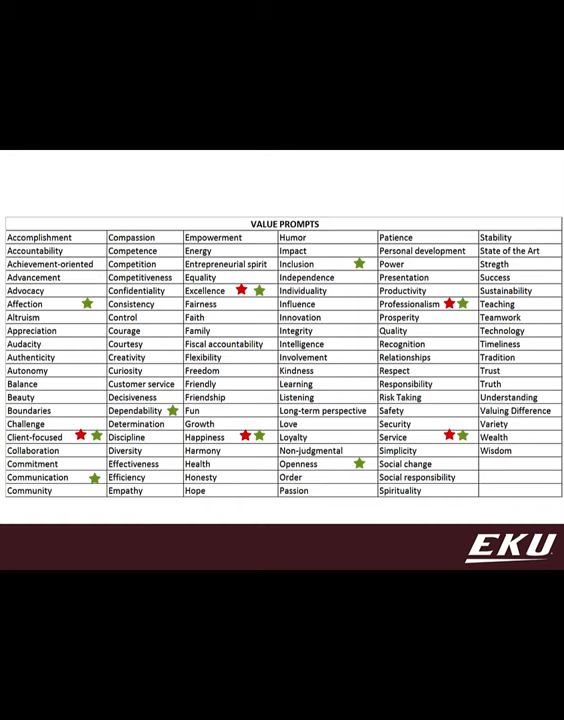 VALUE PROMPTS
Accomplishment Compassion Empowerment Humor Patience Stability
Accountability Competence Energy Impact Personal development State of the Art
Achievement-oriented Competition Entrepreneurial spirit Inclusion Power Stregth
Advancement Competitiveness Equality Independence Presentation Success
Advocacy Confidentiality Excellence Individuality Productivity Sustainability
Affection Consistency Fairness Influence Professionalism Teaching
Altruism Control Faith Innovation Prosperity Teamwork
Appreciation Courage Family Integrity Quality Technology
Audacity Courtesy Fiscal accountability Intelligence Recognition Timeliness
Authenticity Creativity Flexibility Involvement Relationships Tradition
Autonomy Curiosity Freedom Kindness Respect Trust
Balance Customer service Friendly Learning Responsibility Truth
Beauty Decisiveness Friendship Listening Risk Taking Understanding
Boundaries Dependability Fun Long-term perspective Safety Valuing Difference
Challenge Determination Growth Love Security Variety
Client-focused Discipline Happiness Loyalty Service Wealth
Collaboration Diversity Harmony Non-judgmental Simplicity Wisdom
Commitment Effectiveness Health Openness Social change
Communication Efficiency Honesty Order Social responsibility
Community Empathy Hope Passion Spirituality
EKU